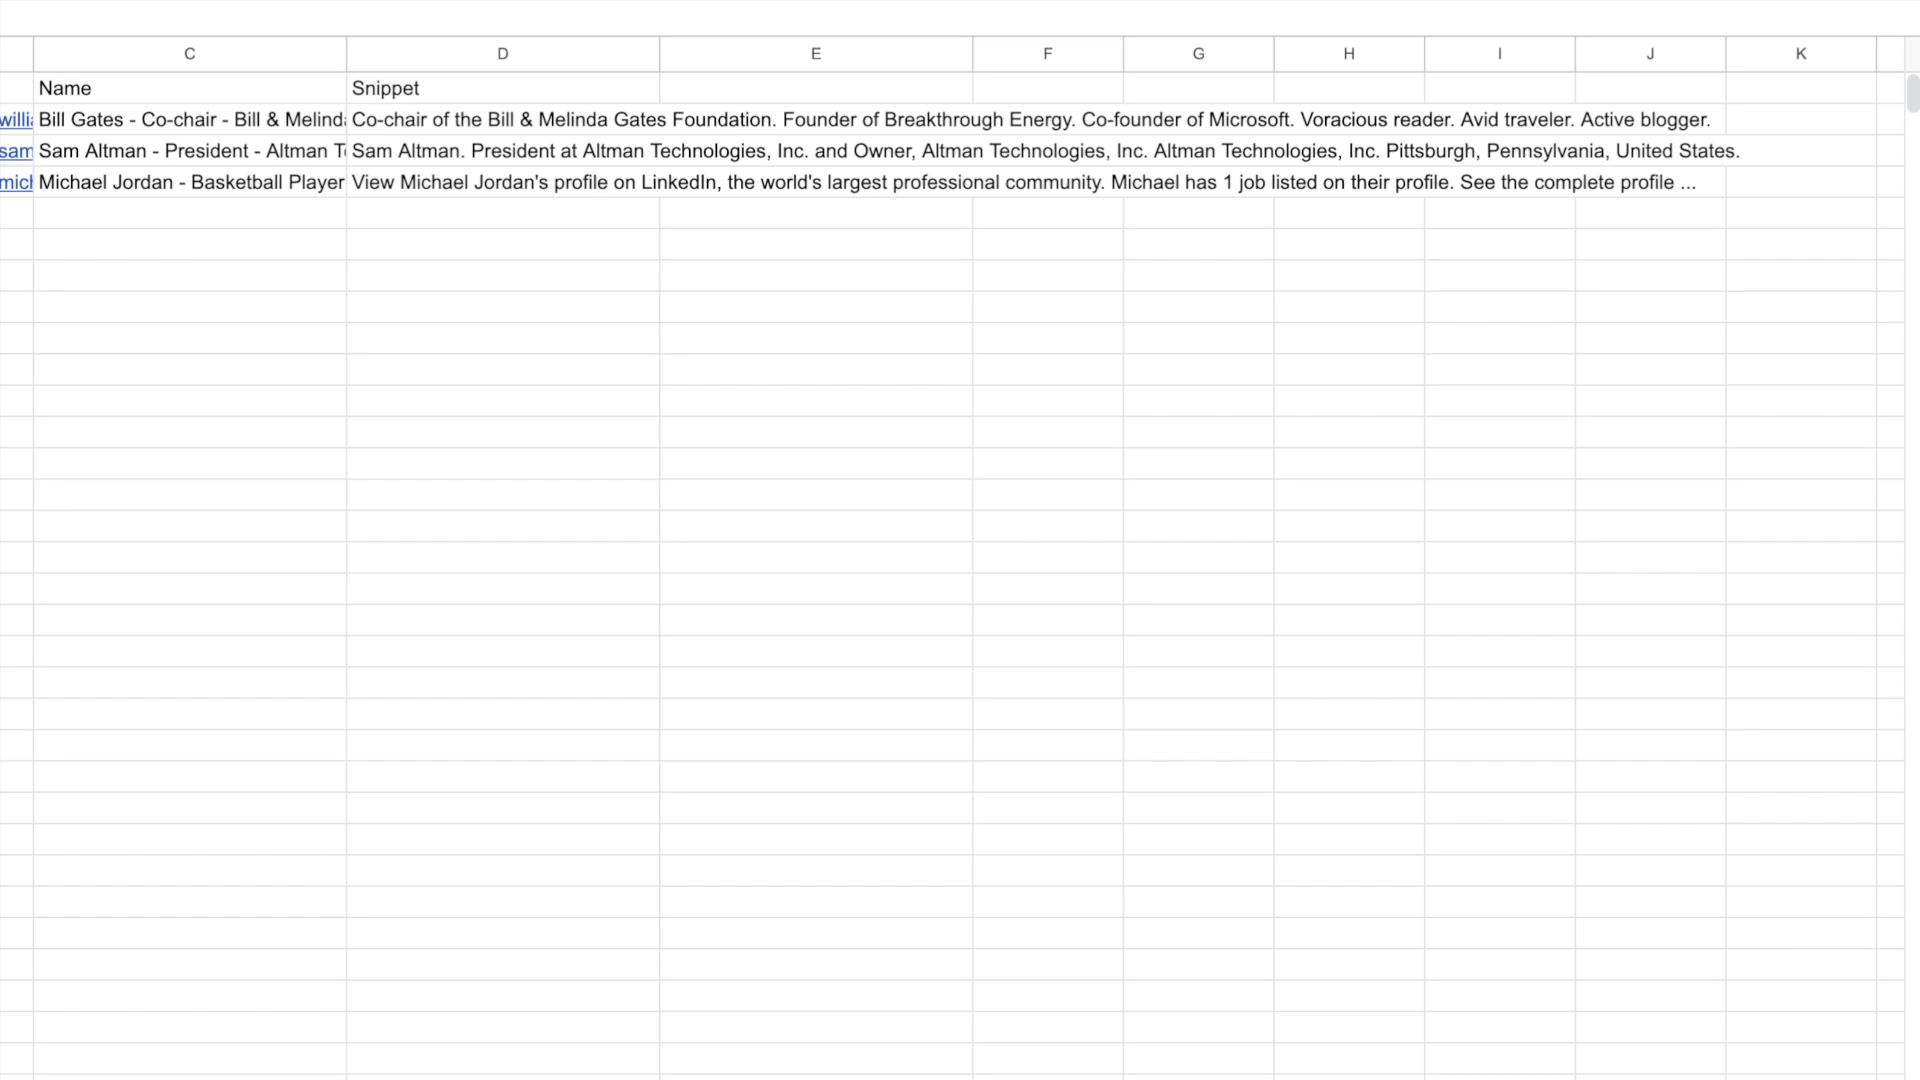 C D E F G H I J K
Name Snippet
willi Bill Gates - Co-chair - Bill & Melind Co-chair of the Bill & Melinda Gates Foundation. Founder of Breakthrough Energy. Co-founder of Microsoft. Voracious reader. Avid traveler. Active blogger.
sam Sam Altman - President - Altman T Sam Altman. President at Altman Technologies, Inc. and Owner, Altman Technologies, Inc. Altman Technologies, Inc. Pittsburgh, Pennsylvania, United States.
mich Michael Jordan - Basketball Player View Michael Jordan's profile on LinkedIn, the world's largest professional community. Michael has 1 job listed on their profile. See the complete profile ...